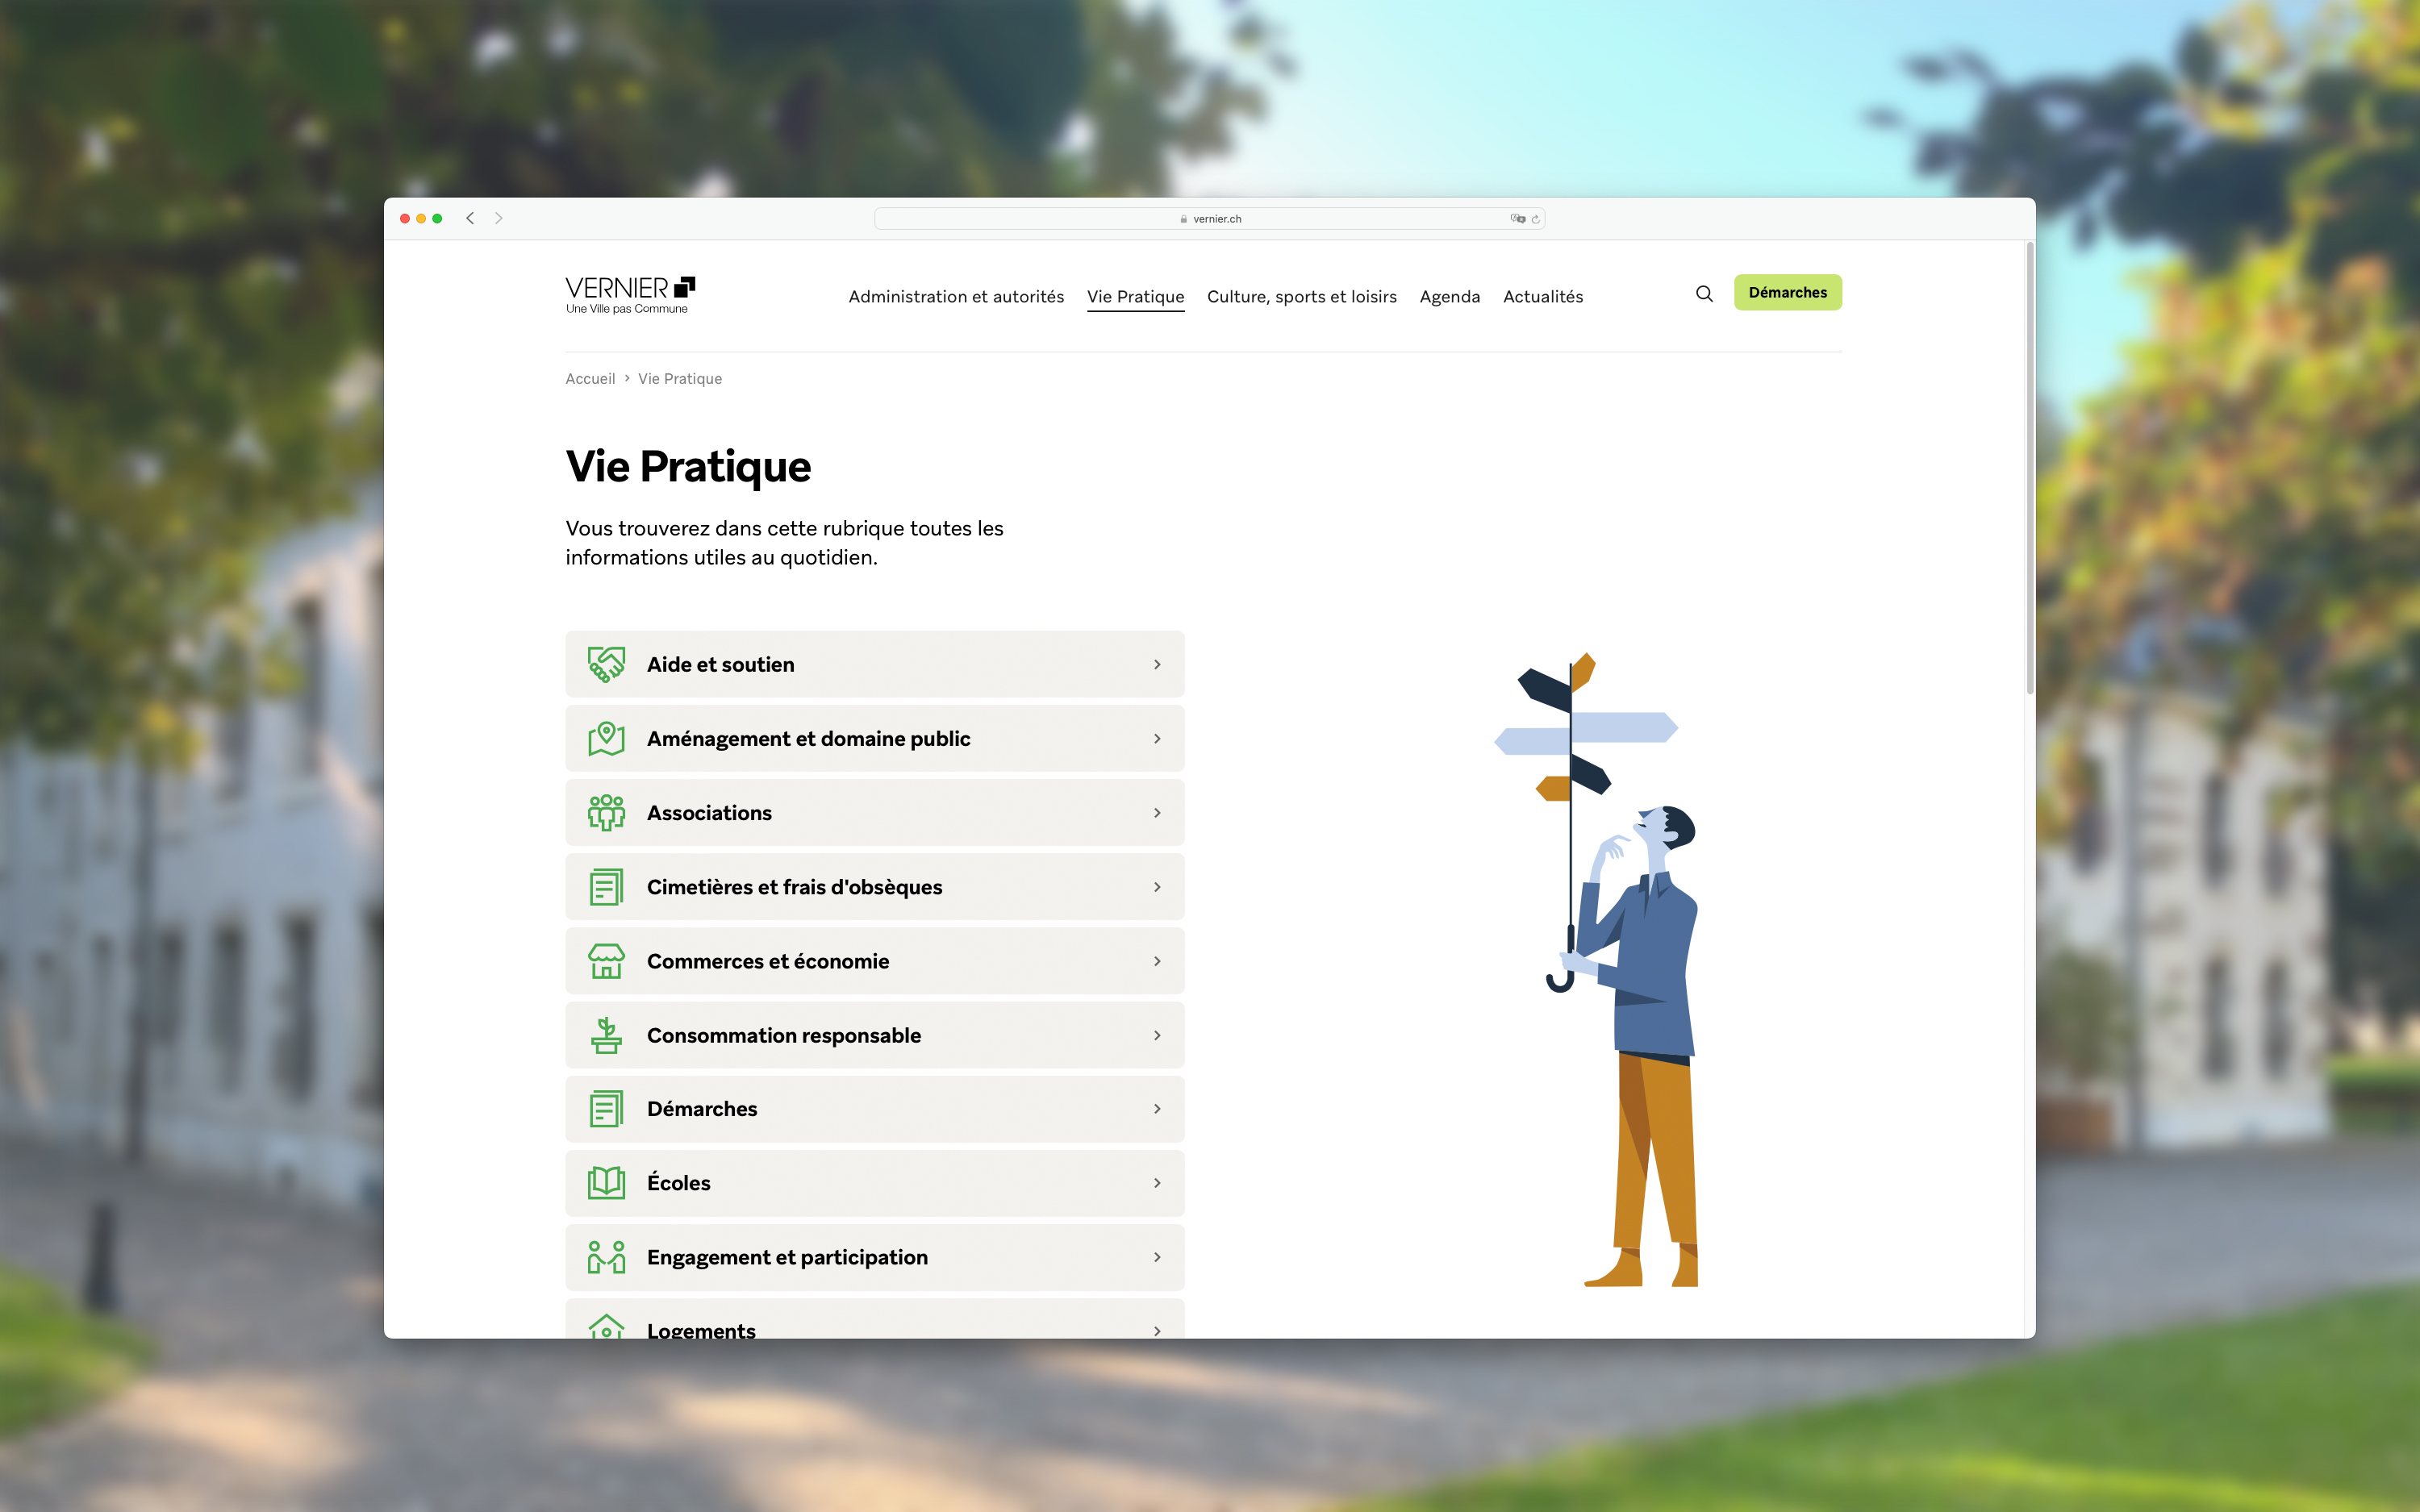 vernier.ch
VERNIER
Une Ville pas Commune
Administration et autorités
Vie Pratique
Culture, sports et loisirs
Agenda
Actualités
Démarches
Accueil › Vie Pratique
Vie Pratique
Vous trouverez dans cette rubrique toutes les
informations utiles au quotidien.
Aide et soutien
Aménagement et domaine public
Associations
Cimetières et frais d'obsèques
Commerces et économie
Consommation responsable
Démarches
Écoles
Engagement et participation
Logements